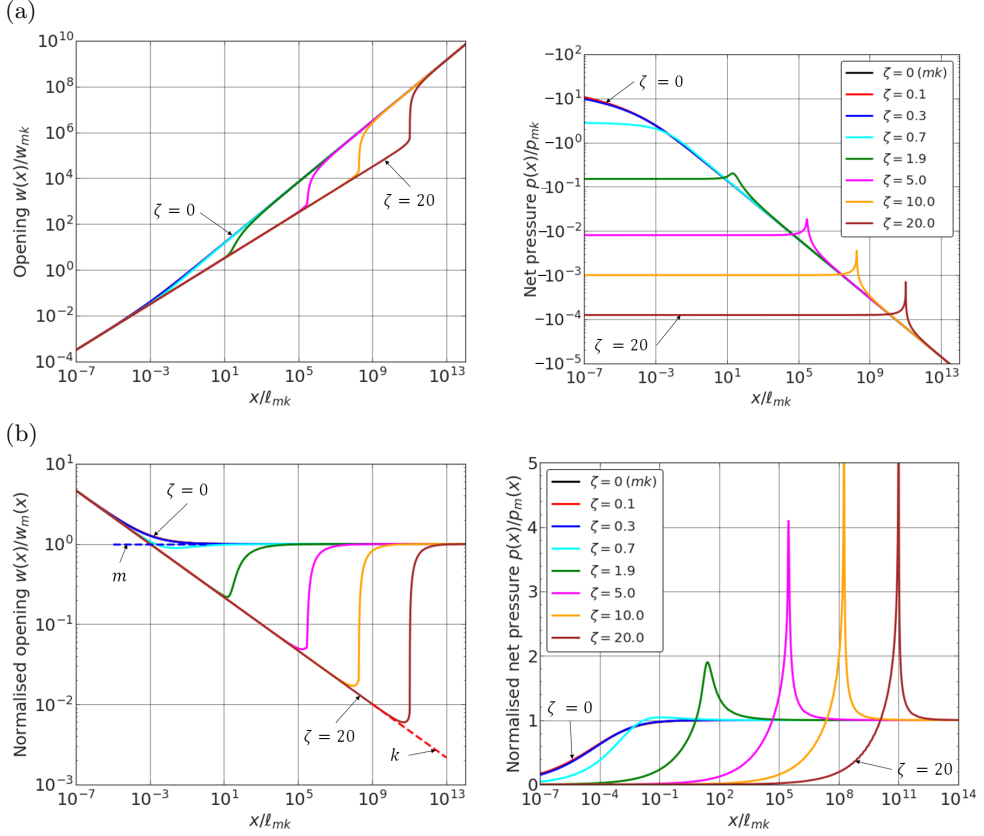 (a)
10^10
10^8
10^6
10^4
10^2
10^0
10^−2
10^−4
Opening w(x)/w_mk
ζ = 0
ζ = 20
10^−7
10^−3
10^1
10^5
10^9
10^13
x/ℓ_mk
−10^2
−10^1
−10^0
−10^−1
−10^−2
−10^−3
−10^−4
−10^−5
Net pressure p(x)/p_mk
ζ = 0
ζ = 20
ζ = 0 (mk)
ζ = 0.1
ζ = 0.3
ζ = 0.7
ζ = 1.9
ζ = 5.0
ζ = 10.0
ζ = 20.0
10^−7
10^−3
10^1
10^5
10^9
10^13
x/ℓ_mk
(b)
10^1
10^0
10^−1
10^−2
10^−3
Normalised opening w(x)/w_m(x)
ζ = 0
m
ζ = 20
k
10^−7
10^−3
10^1
10^5
10^9
10^13
x/ℓ_mk
5
4
3
2
1
0
Normalised net pressure p(x)/p_m(x)
ζ = 0 (mk)
ζ = 0.1
ζ = 0.3
ζ = 0.7
ζ = 1.9
ζ = 5.0
ζ = 10.0
ζ = 20.0
ζ = 0
ζ = 20
10^−7
10^−4
10^−1
10^2
10^5
10^8
10^11
10^14
x/ℓ_mk